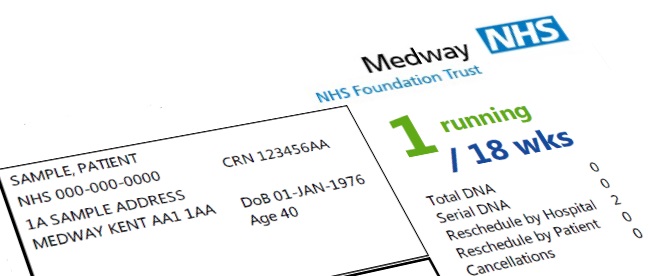 Medway NHS
NHS Foundation Trust
SAMPLE, PATIENT
NHS 000-000-0000 CRN 123456AA
1A SAMPLE ADDRESS
MEDWAY KENT AA1 1AA DoB 01-JAN-1976
Age 40
1 running
/ 18 wks
Total DNA 0
Serial DNA 0
Reschedule by Hospital 2
Reschedule by Patient 0
Cancellations 0